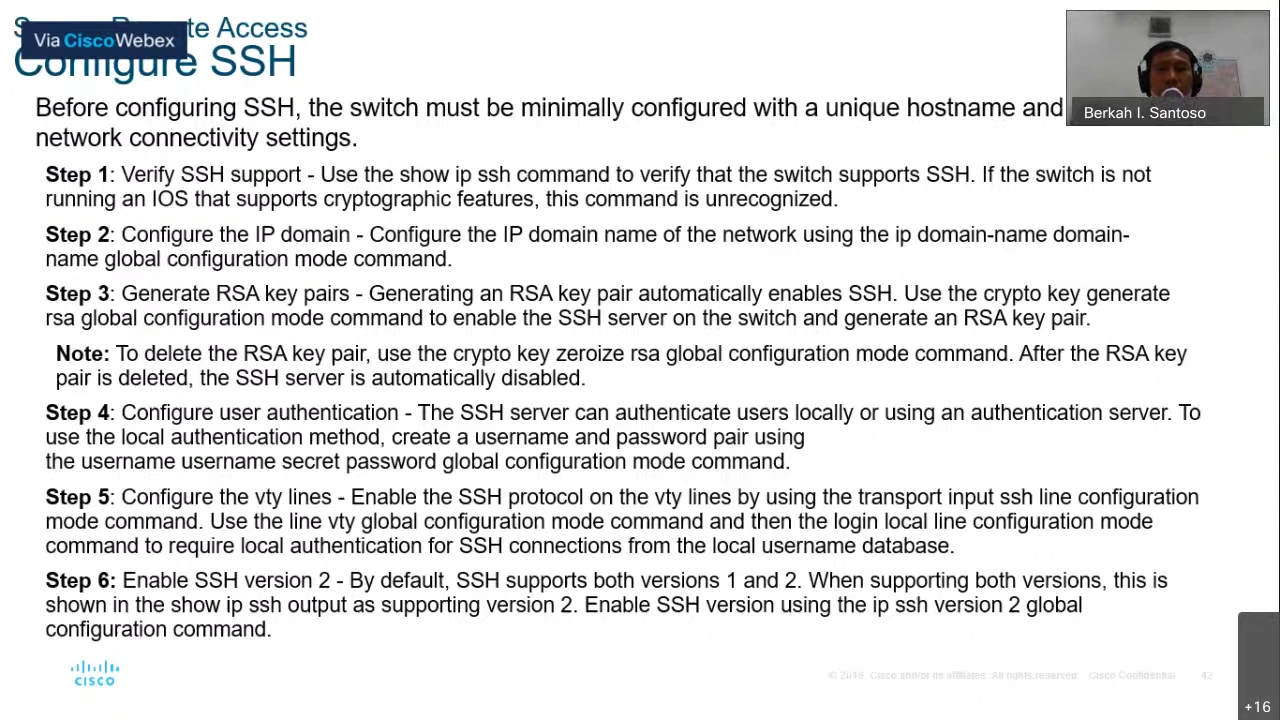 te Access
Via CiscoWebex
Configure SSH
Berkah I. Santoso
Before configuring SSH, the switch must be minimally configured with a unique hostname and
network connectivity settings.
Step 1: Verify SSH support - Use the show ip ssh command to verify that the switch supports SSH. If the switch is not
running an IOS that supports cryptographic features, this command is unrecognized.
Step 2: Configure the IP domain - Configure the IP domain name of the network using the ip domain-name domain-
name global configuration mode command.
Step 3: Generate RSA key pairs - Generating an RSA key pair automatically enables SSH. Use the crypto key generate
rsa global configuration mode command to enable the SSH server on the switch and generate an RSA key pair.
Note: To delete the RSA key pair, use the crypto key zeroize rsa global configuration mode command. After the RSA key
pair is deleted, the SSH server is automatically disabled.
Step 4: Configure user authentication - The SSH server can authenticate users locally or using an authentication server. To
use the local authentication method, create a username and password pair using
the username username secret password global configuration mode command.
Step 5: Configure the vty lines - Enable the SSH protocol on the vty lines by using the transport input ssh line configuration
mode command. Use the line vty global configuration mode command and then the login local line configuration mode
command to require local authentication for SSH connections from the local username database.
Step 6: Enable SSH version 2 - By default, SSH supports both versions 1 and 2. When supporting both versions, this is
shown in the show ip ssh output as supporting version 2. Enable SSH version using the ip ssh version 2 global
configuration command.
CISCO
© 2016 Cisco and/or its affiliates. All rights reserved. Cisco Confidential 42
+16